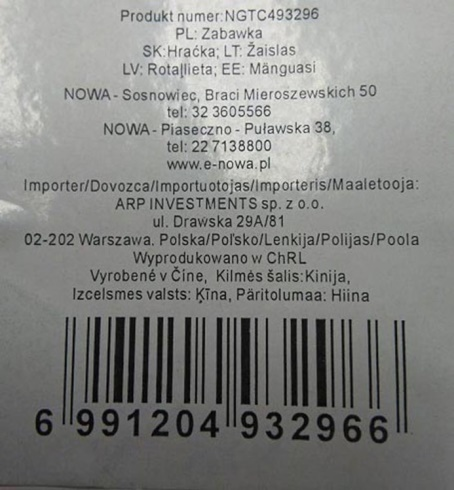 Produkt numer: NGTC493296
PL: Zabawka
SK:Hraćka; LT: Žaislas
LV: Rotaļlieta; EE: Mänguasi
NOWA - Sosnowiec, Braci Mieroszewskich 50
tel: 32 3605566
NOWA - Piaseczno - Puławska 38,
tel: 22 7138800
www.e-nowa.pl
Importer/Dovozca/Importuotojas/Importeris/Maaletooja:
ARP INVESTMENTS sp. z o.o.
ul. Drawska 29A/81
02-202 Warszawa. Polska/Poľsko/Lenkija/Polijas/Poola
Wyprodukowano w ChRL
Vyrobené v Číne, Kilmės šalis:Kinija,
Izcelsmes valsts: Ķīna, Päritolumaa: Hiina
6 991204 932966